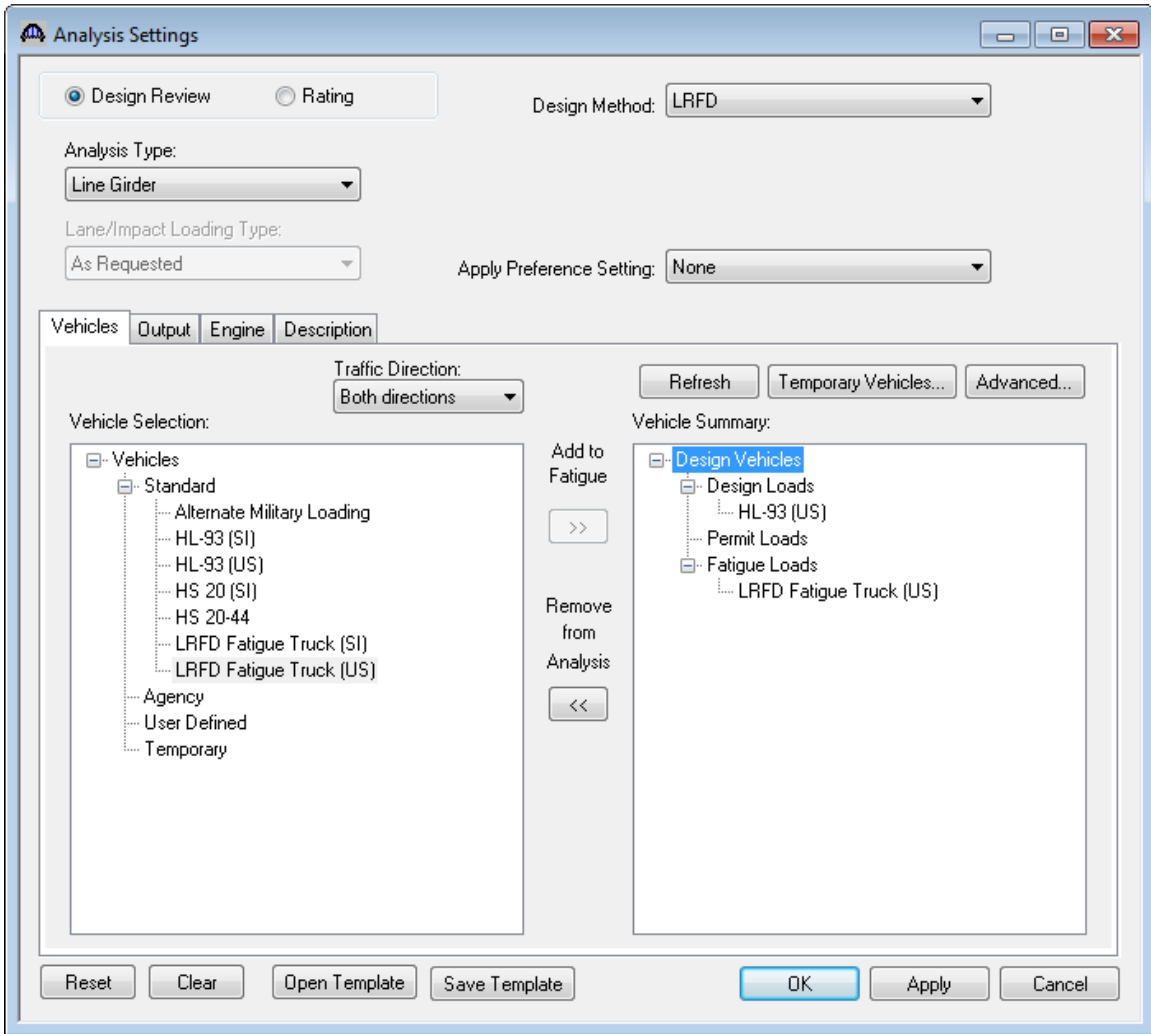 Analysis Settings
Design Review
Rating
Design Method:
LRFD
Analysis Type:
Line Girder
Lane/Impact Loading Type:
As Requested
Apply Preference Setting:
None
Vehicles
Output
Engine
Description
Traffic Direction:
Both directions
Refresh
Temporary Vehicles...
Advanced...
Vehicle Selection:
Vehicles
Standard
Alternate Military Loading
HL-93 (SI)
HL-93 (US)
HS 20 (SI)
HS 20-44
LRFD Fatigue Truck (SI)
LRFD Fatigue Truck (US)
Agency
User Defined
Temporary
Add to
Fatigue
>>
Remove
from
Analysis
<<
Vehicle Summary:
Design Vehicles
Design Loads
HL-93 (US)
Permit Loads
Fatigue Loads
LRFD Fatigue Truck (US)
Reset
Clear
Open Template
Save Template
OK
Apply
Cancel